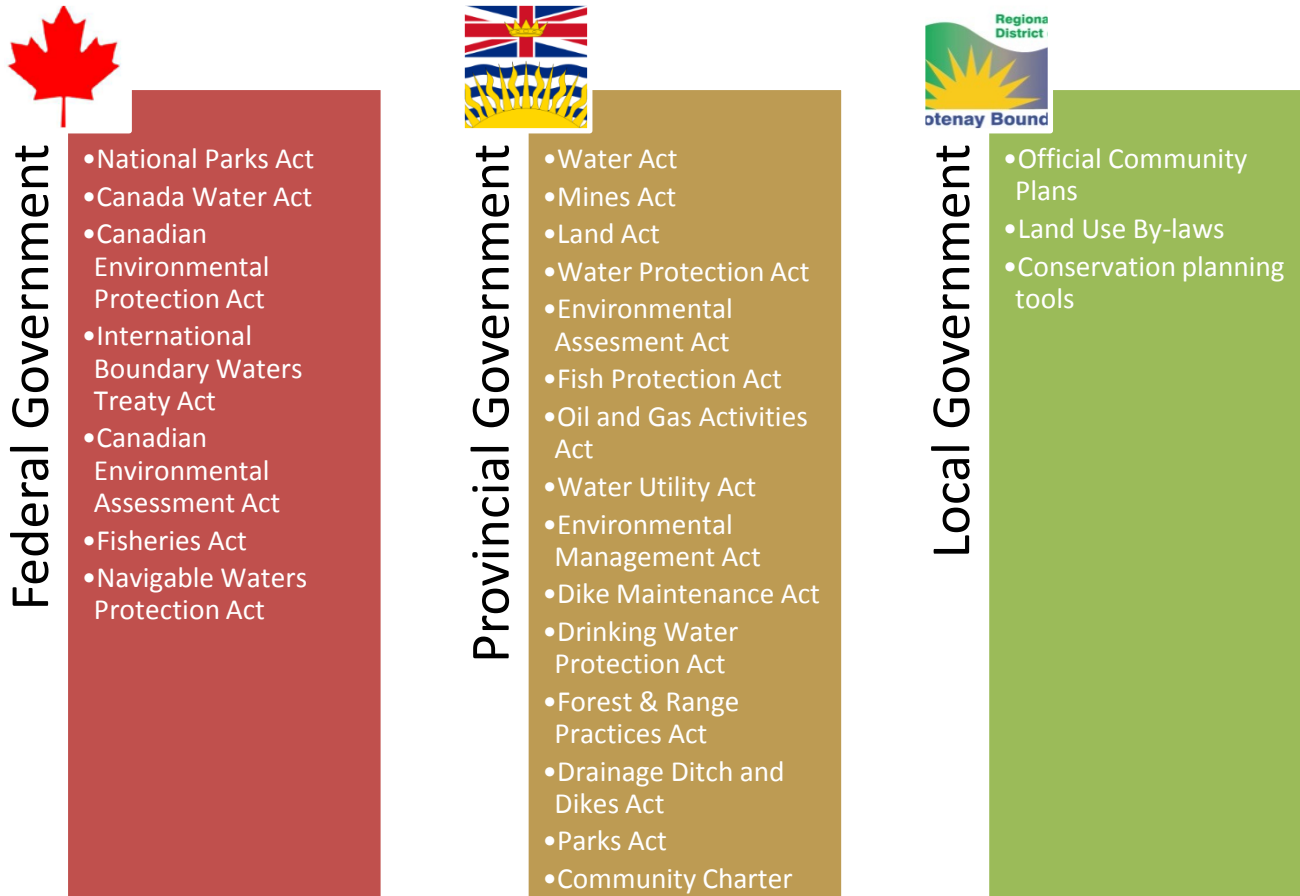 Federal Government
•National Parks Act
•Canada Water Act
•Canadian
Environmental
Protection Act
•International
Boundary Waters
Treaty Act
•Canadian
Environmental
Assessment Act
•Fisheries Act
•Navigable Waters
Protection Act
Provincial Government
•Water Act
•Mines Act
•Land Act
•Water Protection Act
•Environmental
Assesment Act
•Fish Protection Act
•Oil and Gas Activities
Act
•Water Utility Act
•Environmental
Management Act
•Dike Maintenance Act
•Drinking Water
Protection Act
•Forest & Range
Practices Act
•Drainage Ditch and
Dikes Act
•Parks Act
•Community Charter
Regiona
District
otenay Bound
Local Government
•Official Community
Plans
•Land Use By-laws
•Conservation planning
tools